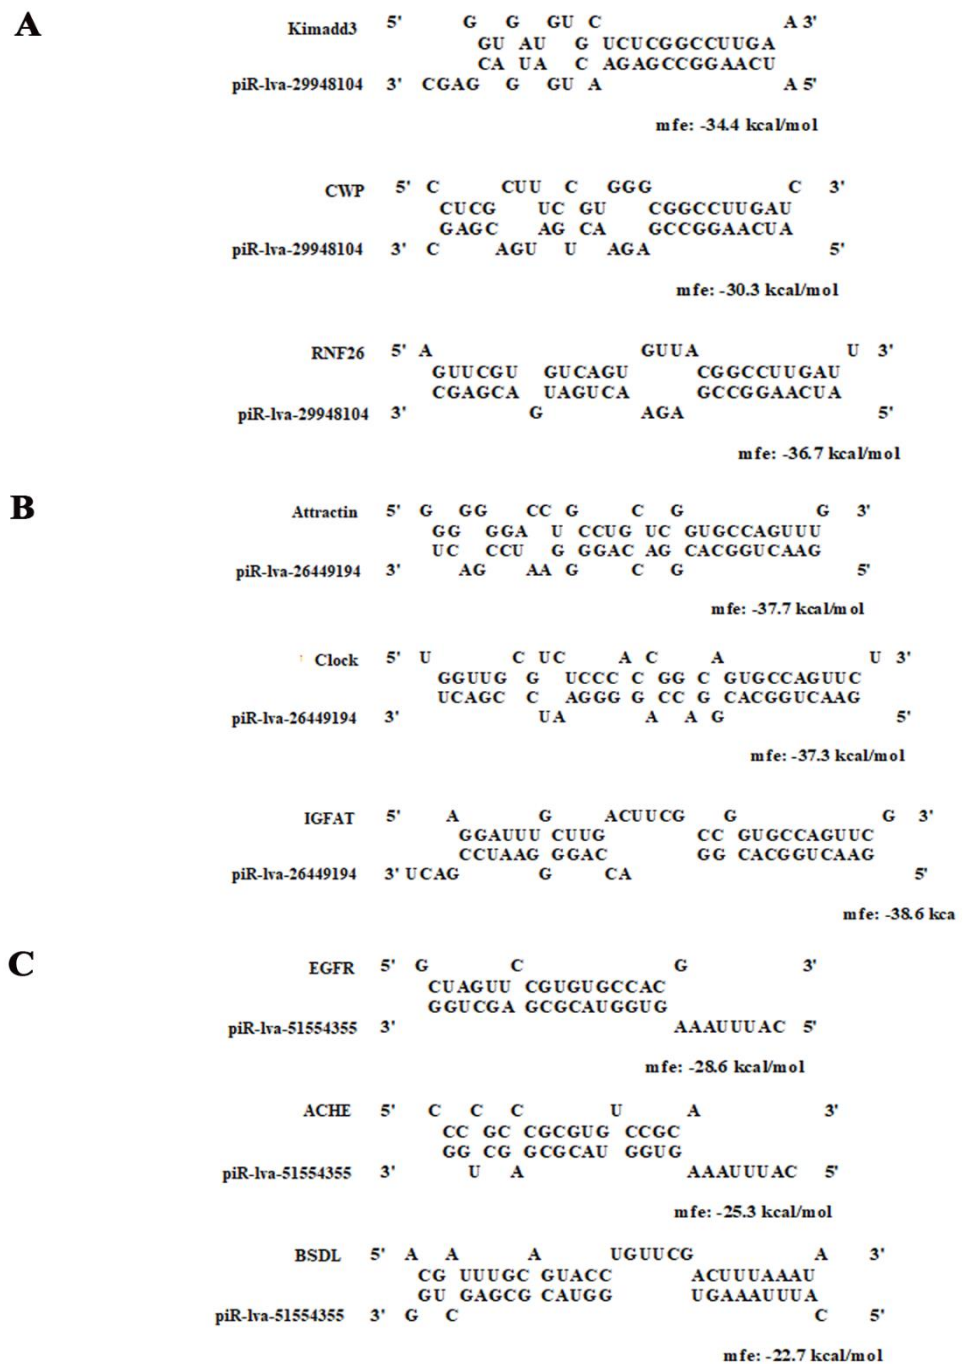 A
5' G G GU C A 3'
Kimadd3
GU AU G UCUCGGCCUUGA
CA UA C AGAGCCGGAACU
piR-lva-29948104 3' CGAG G GU A A 5'
mfe: -34.4 kcal/mol
CWP 5' C CUU C GGG C 3'
CUCG UC GU CGGCCUUGAU
GAGC AG CA GCCGGAACUA
piR-lva-29948104 3' C AGU U AGA 5'
mfe: -30.3 kcal/mol
RNF26 5' A GUUA U 3'
GUUCGU GUCAGU CGGCCUUGAU
CGAGCA UAGUCA GCCGGAACUA
piR-lva-29948104 3' G AGA 5'
mfe: -36.7 kcal/mol
B
Attractin 5' G GG CC G C G G 3'
GG GGA U CCUG UC GUGCCAGUUU
UC CCU G GGAC AG CACGGUCAAG
piR-lva-26449194 3' AG AA G C G 5'
mfe: -37.7 kcal/mol
Clock 5' U C UC A C A U 3'
GGUUG G UCCC C GG C GUGCCAGUUC
UCAGC C AGGG G CC G CACGGUCAAG
piR-lva-26449194 3' UA A A G 5'
mfe: -37.3 kcal/mol
IGFAT 5' A G ACUUCG G G 3'
GGAUUU CUUG CC GUGCCAGUUC
CCUAAG GGAC GG CACGGUCAAG
piR-lva-26449194 3' UCAG G CA 5'
mfe: -38.6 kca
C
EGFR 5' G C G 3'
CUAGUU CGUGUGCCAC
GGUCGA GCGCAUGGUG
piR-lva-51554355 3' AAAUUUAC 5'
mfe: -28.6 kcal/mol
ACHE 5' C C C U A 3'
CC GC CGCGUG CCGC
GG CG GCGCAU GGUG
piR-lva-51554355 3' U A AAAUUUAC 5'
mfe: -25.3 kcal/mol
BSDL 5' A A A UGUUCG A 3'
CG UUUGC GUACC ACUUUAAAU
GU GAGCG CAUGG UGAAAUUUA
piR-lva-51554355 3' G C C 5'
mfe: -22.7 kcal/mol